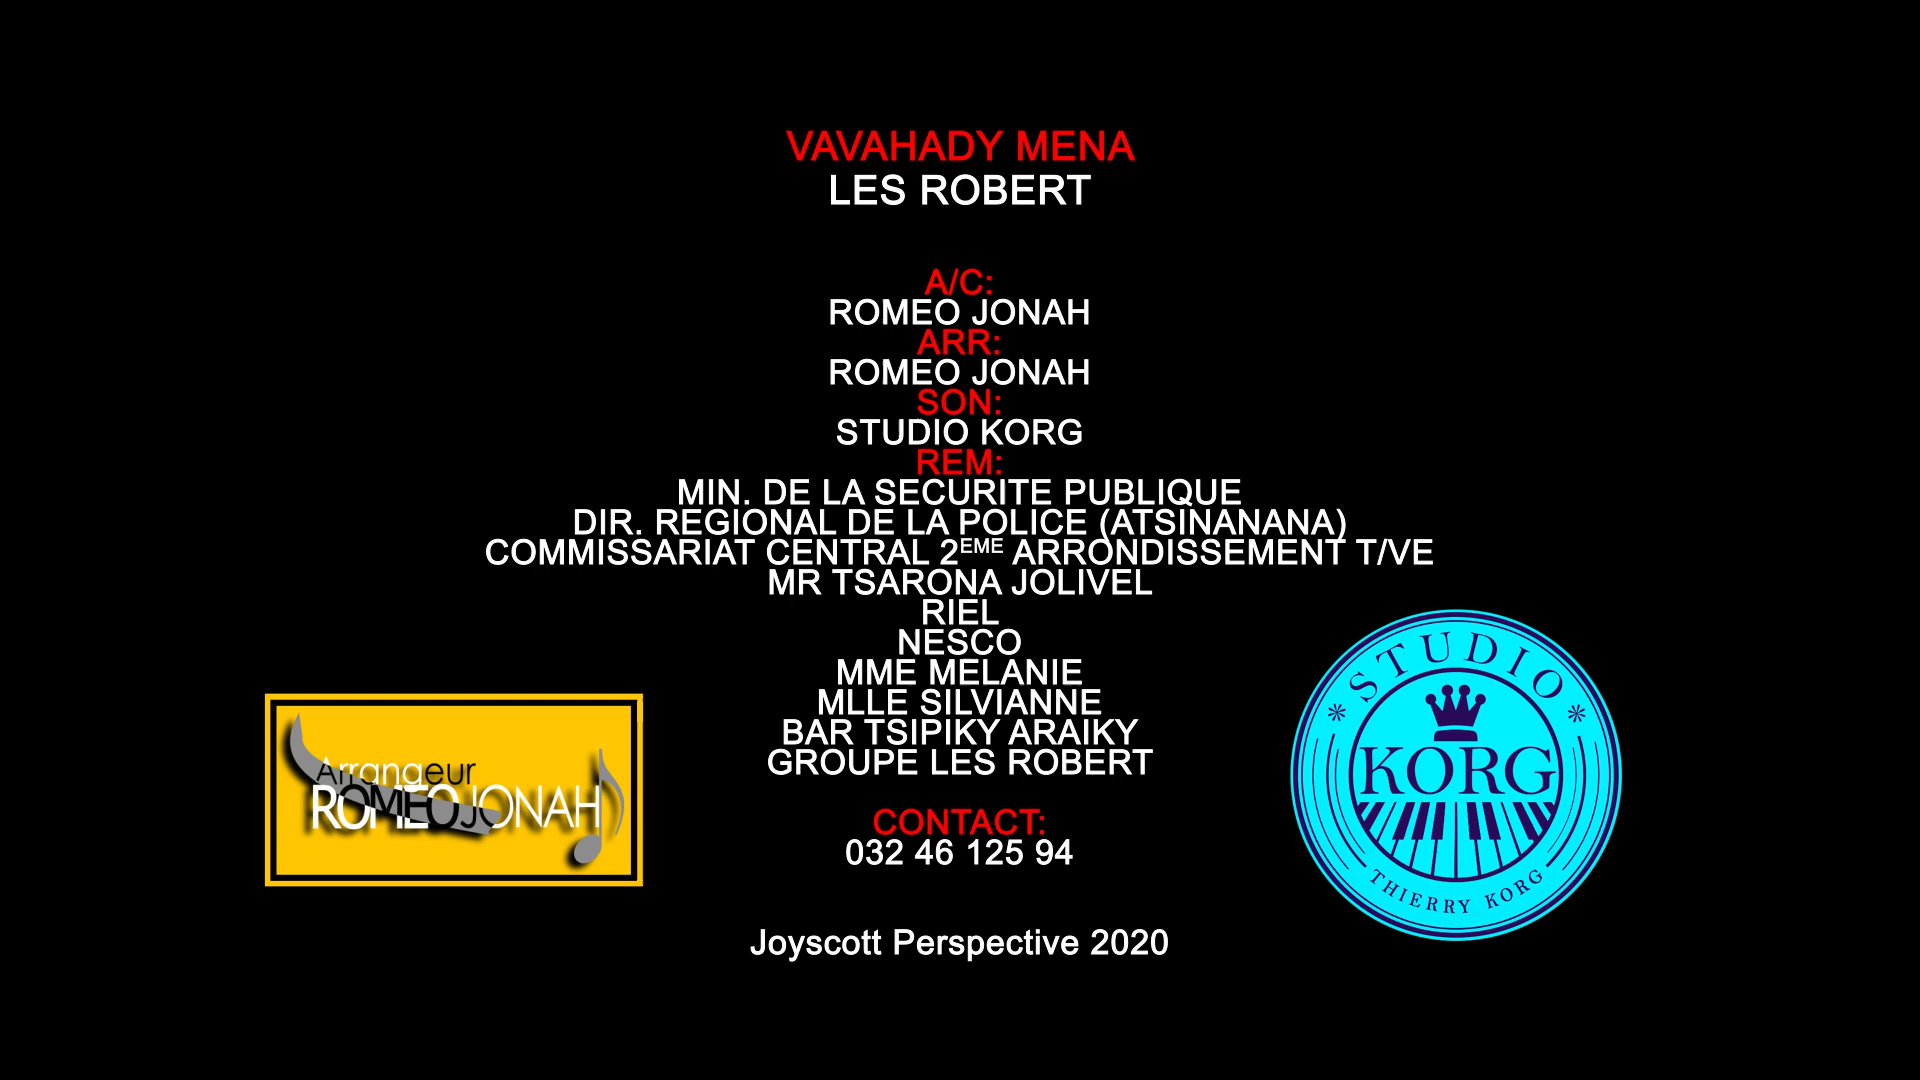 VAVAHADY MENA
LES ROBERT
A/C:
ROMEO JONAH
ARR:
ROMEO JONAH
SON:
STUDIO KORG
REM:
MIN. DE LA SECURITE PUBLIQUE
DIR. REGIONAL DE LA POLICE (ATSINANANA)
COMMISSARIAT CENTRAL 2EME ARRONDISSEMENT T/VE
MR TSARONA JOLIVEL
RIEL
NESCO
MME MELANIE
MLLE SILVIANNE
BAR TSIPIKY ARAIKY
GROUPE LES ROBERT
CONTACT:
032 46 125 94
Joyscott Perspective 2020
Arrangeur
ROMEO JONAH
* STUDIO *
KORG
THIERRY KORG